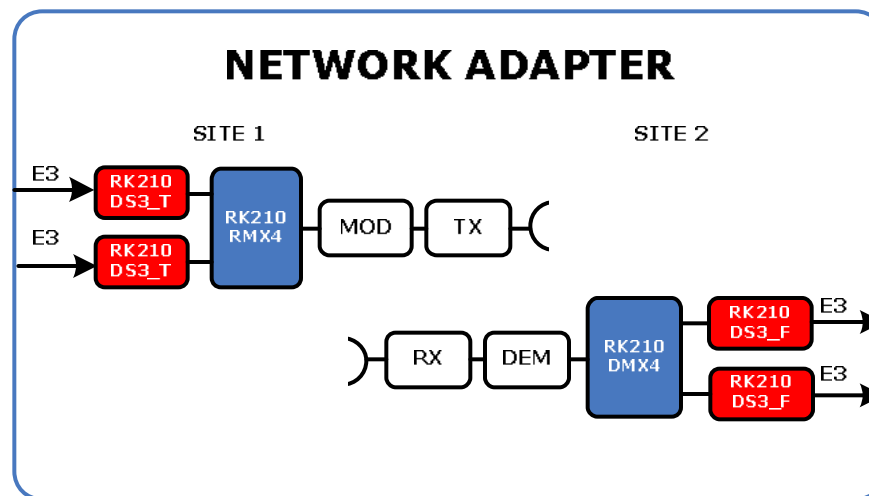 NETWORK ADAPTER
SITE 1
SITE 2
E3
RK210
DS3_T
RK210
RMX4
MOD
TX
E3
RK210
DS3_T
RX
DEM
RK210
DMX4
RK210
DS3_F
E3
RK210
DS3_F
E3